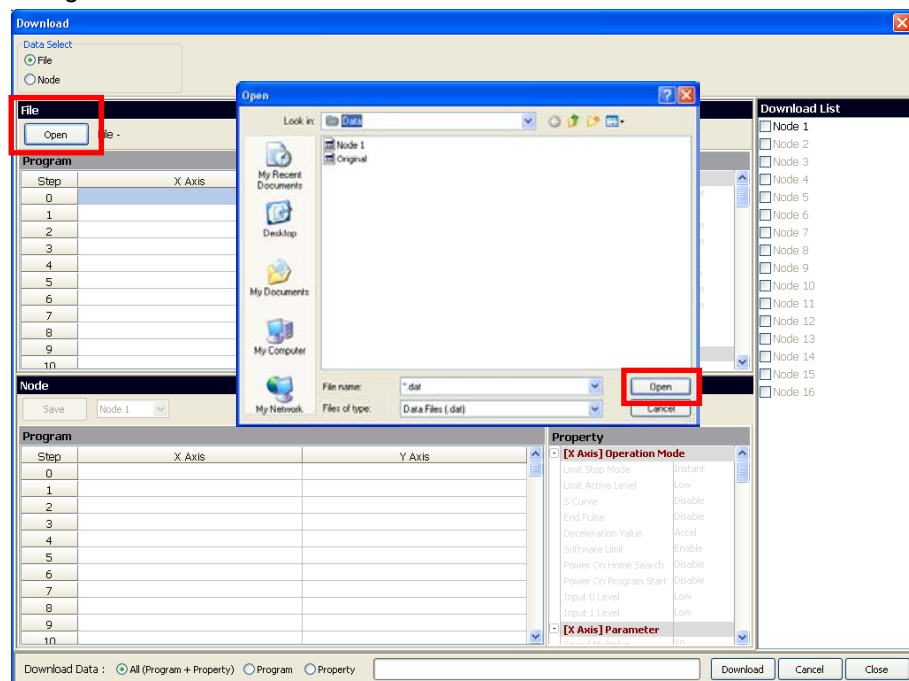 Download
Data Select
File
Node
File
Open
File -
Program
Step X Axis
0
1
2
3
4
5
6
7
8
9
10
Open
Look in: Data
My Recent Documents
Desktop
My Documents
My Computer
My Network
Node 1
Original
File name: *.dat Open
Files of type: Data Files (.dat) Cancel
Download List
Node 1
Node 2
Node 3
Node 4
Node 5
Node 6
Node 7
Node 8
Node 9
Node 10
Node 11
Node 12
Node 13
Node 14
Node 15
Node 16
Node
Save Node 1
Program
Step X Axis Y Axis
0
1
2
3
4
5
6
7
8
9
10
Property
[X Axis] Operation Mode
Limit Stop Mode Instant
Limit Active Level Low
S Curve Disable
End Pulse Disable
Deceleration Value Accel
Software Limit Enable
Power On Home Search Disable
Power On Program Start Disable
Input 0 Level Low
Input 1 Level Low
[X Axis] Parameter
Speed Multiplier 10
Download Data : All (Program + Property) Program Property Download Cancel Close